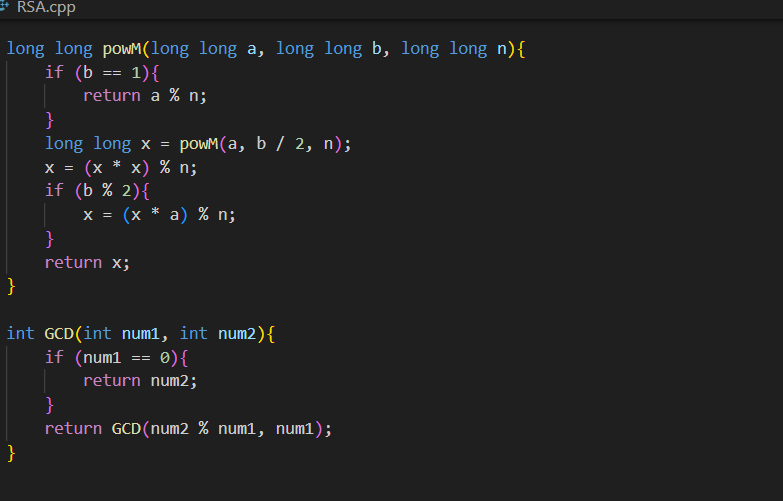 RSA.cpp
long long powM(long long a, long long b, long long n){
    if (b == 1){
        return a % n;
    }
    long long x = powM(a, b / 2, n);
    x = (x * x) % n;
    if (b % 2){
        x = (x * a) % n;
    }
    return x;
}

int GCD(int num1, int num2){
    if (num1 == 0){
        return num2;
    }
    return GCD(num2 % num1, num1);
}